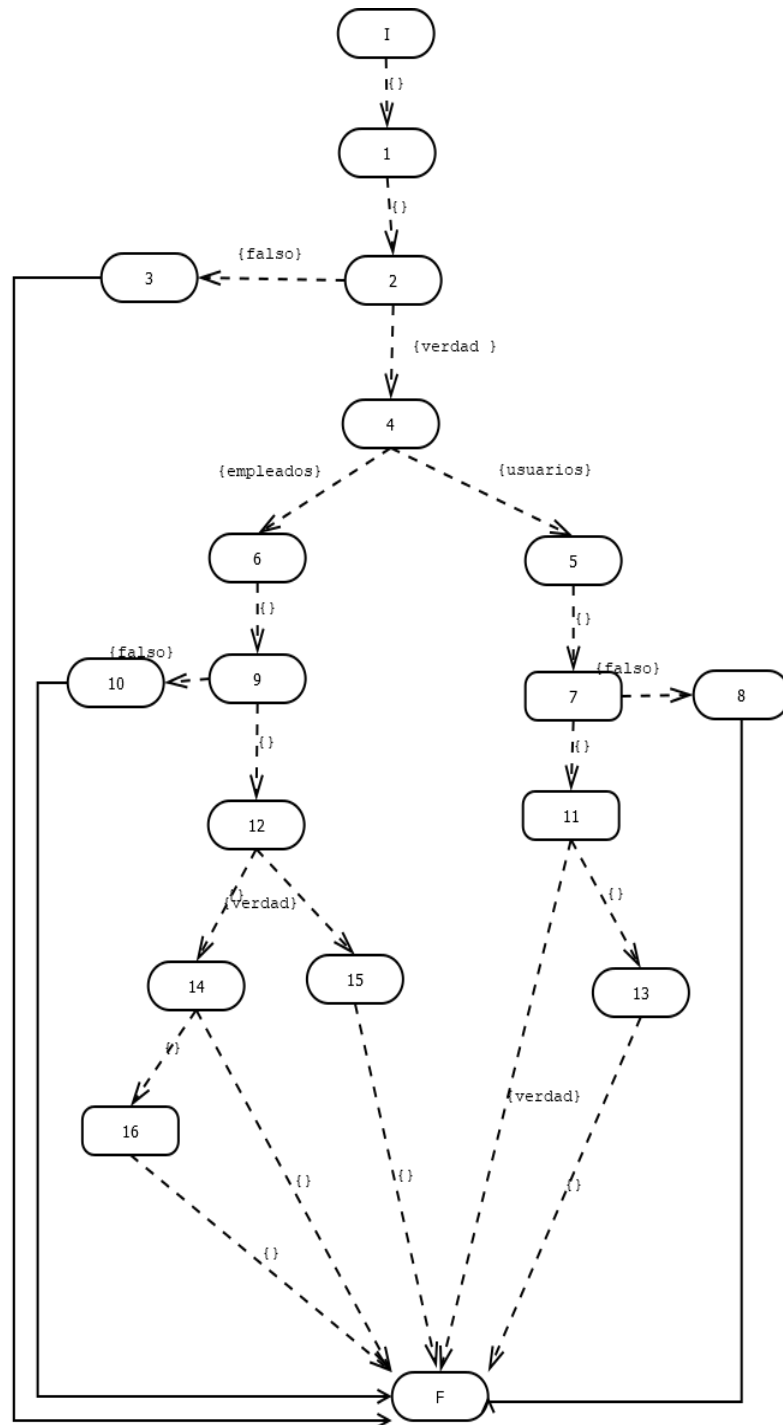 I
{}
1
{}
{falso}
3
2
{verdad }
4
{empleados}
{usuarios}
6
5
{}
{}
{falso}
{falso}
10
9
7
8
{}
{}
12
11
{}
{verdad}
{}
14
15
13
{}
16
{verdad}
{}
{}
{}
{}
F